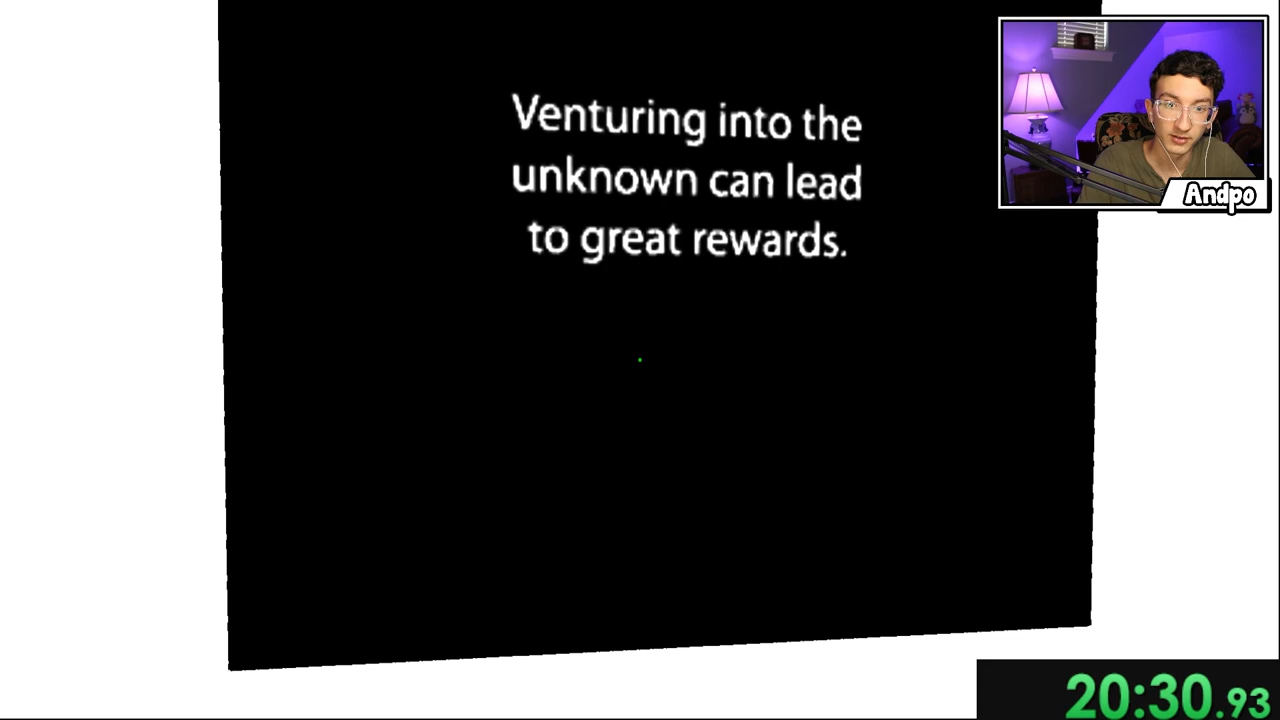 Venturing into the
unknown can lead
to great rewards.
Andpo
20:30.93